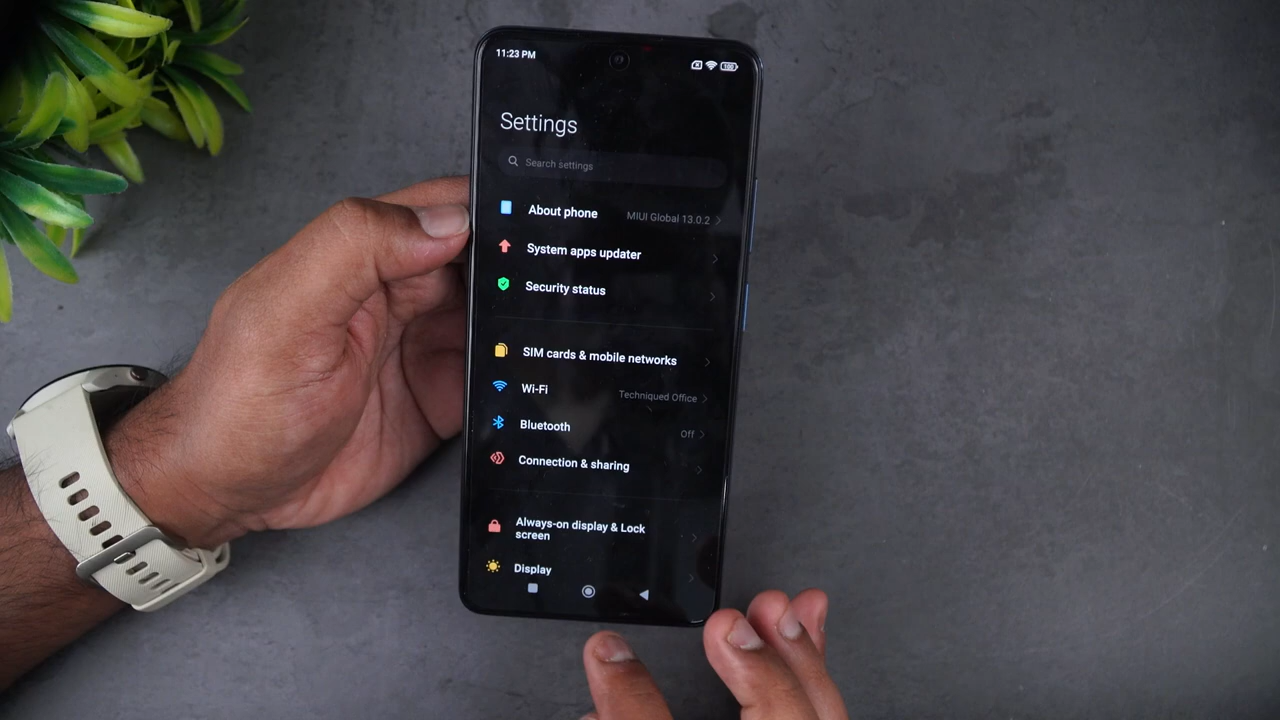 11:23 PM
100
Settings
Search settings
About phone MIUI Global 13.0.2
System apps updater
Security status
SIM cards & mobile networks
Wi-Fi Techniqued Office
Bluetooth Off
Connection & sharing
Always-on display & Lock
screen
Display